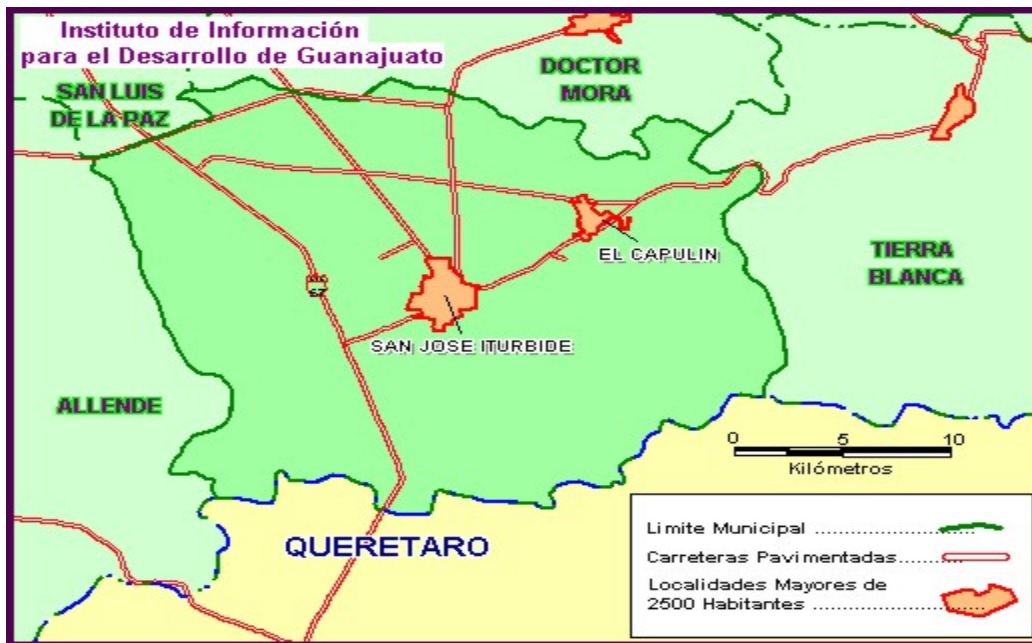 Instituto de Información
para el Desarrollo de Guanajuato
SAN LUIS
DE LA PAZ
DOCTOR
MORA
EL CAPULIN
TIERRA
BLANCA
SAN JOSE ITURBIDE
ALLENDE
0 5 10
Kilómetros
QUERETARO
Limite Municipal
Carreteras Pavimentadas
Localidades Mayores de
2500 Habitantes